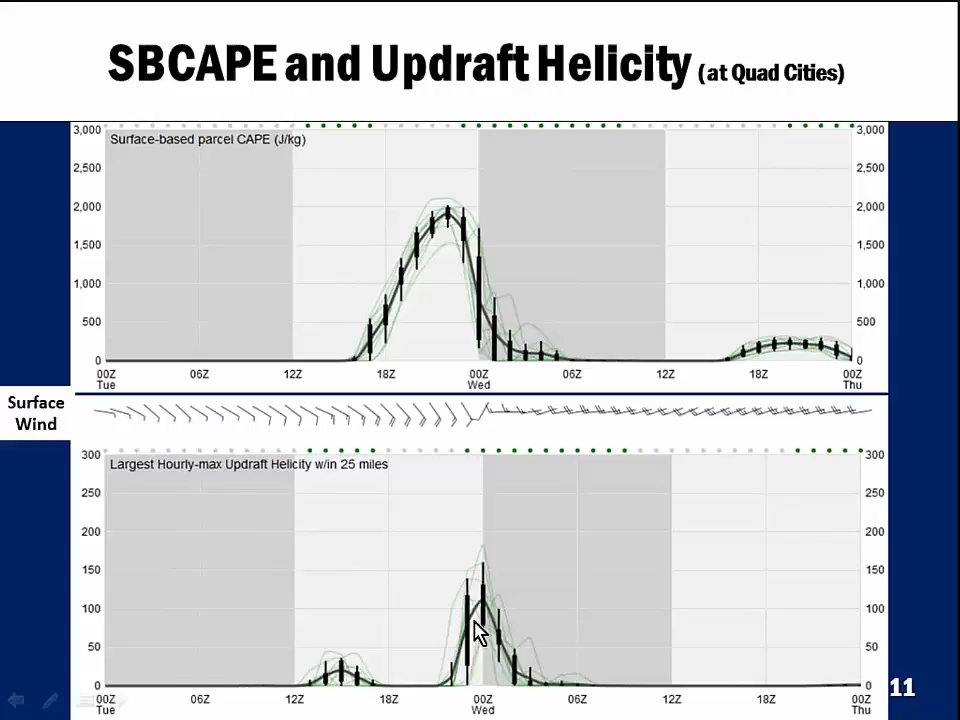 SBCAPE and Updraft Helicity (at Quad Cities)
3,000 Surface-based parcel CAPE (J/kg) 3,000
2,500 2,500
2,000 2,000
1,500 1,500
1,000 1,000
500 500
0 0
00Z 06Z 12Z 18Z 00Z 06Z 12Z 18Z 00Z
Tue Wed Thu
Surface
Wind
300 Largest Hourly-max Updraft Helicity w/in 25 miles 300
250 250
200 200
150 150
100 100
50 50
0 0
00Z 06Z 12Z 18Z 00Z 06Z 12Z 18Z 00Z
Tue Wed Thu
11